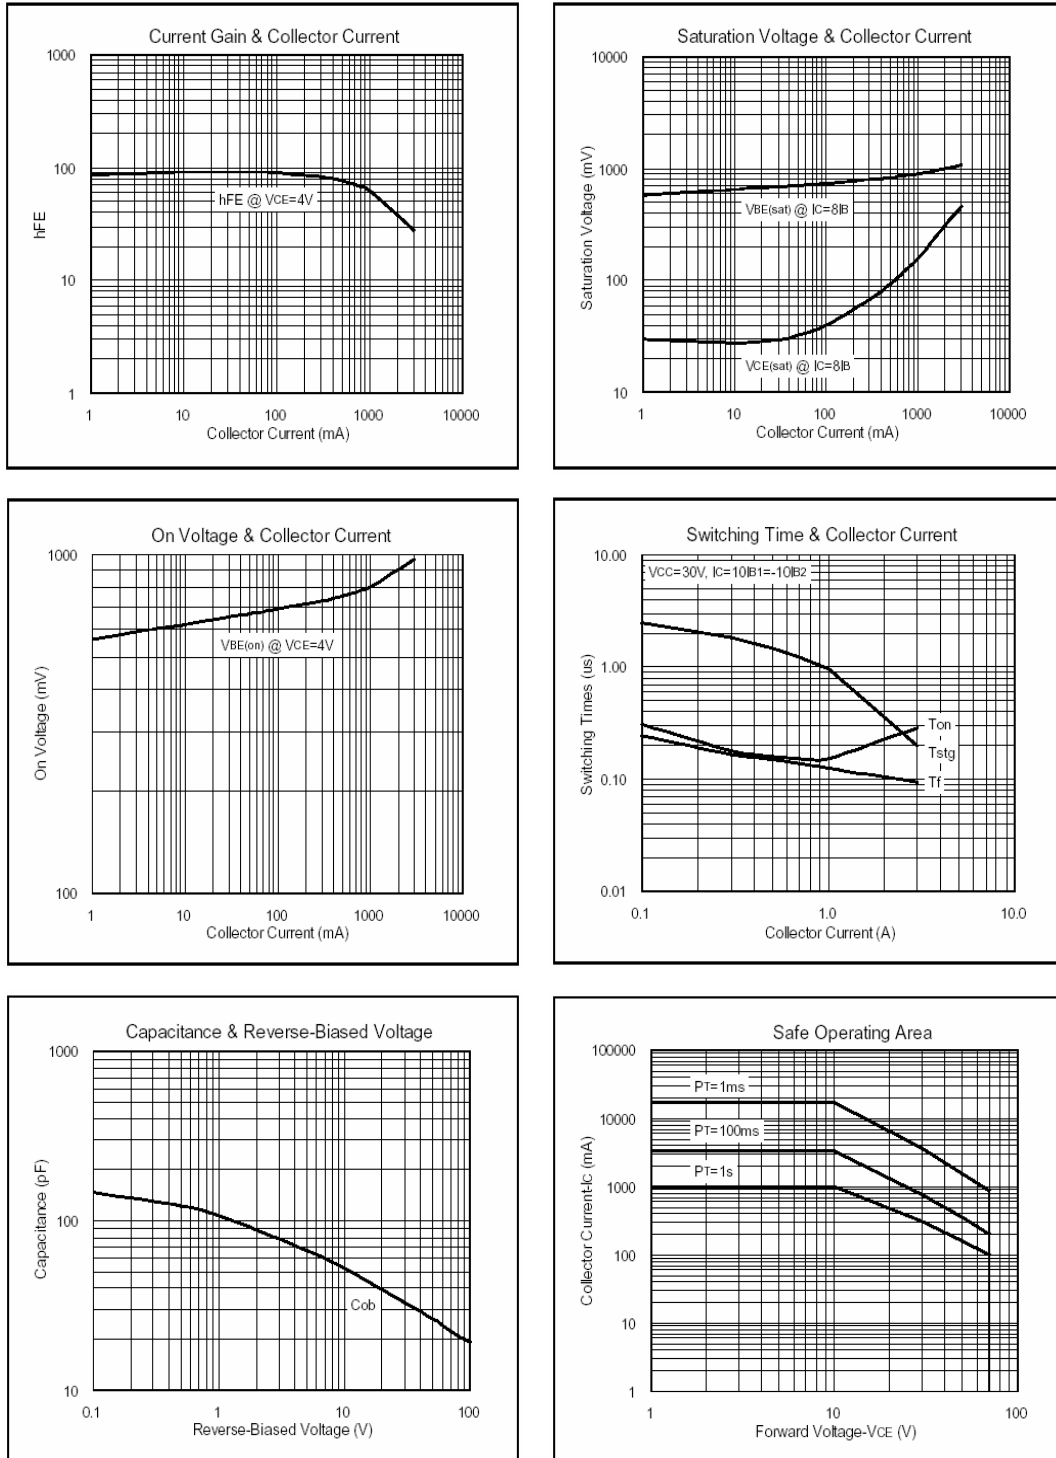 Current Gain & Collector Current
1000
100
10
1
hFE
hFE @ VCE=4V
1 10 100 1000 10000
Collector Current (mA)
Saturation Voltage & Collector Current
10000
1000
100
10
Saturation Voltage (mV)
VBE(sat) @ IC=8IB
VCE(sat) @ IC=8IB
1 10 100 1000 10000
Collector Current (mA)
On Voltage & Collector Current
1000
100
On Voltage (mV)
VBE(on) @ VCE=4V
1 10 100 1000 10000
Collector Current (mA)
Switching Time & Collector Current
10.00
1.00
0.10
0.01
Switching Times (us)
VCC=30V, IC=10IB1=-10IB2
Ton
Tstg
Tf
0.1 1.0 10.0
Collector Current (A)
Capacitance & Reverse-Biased Voltage
1000
100
10
Capacitance (pF)
Cob
0.1 1 10 100
Reverse-Biased Voltage (V)
Safe Operating Area
100000
10000
1000
100
10
1
Collector Current-IC (mA)
PT=1ms
PT=100ms
PT=1s
1 10 100
Forward Voltage-VCE (V)